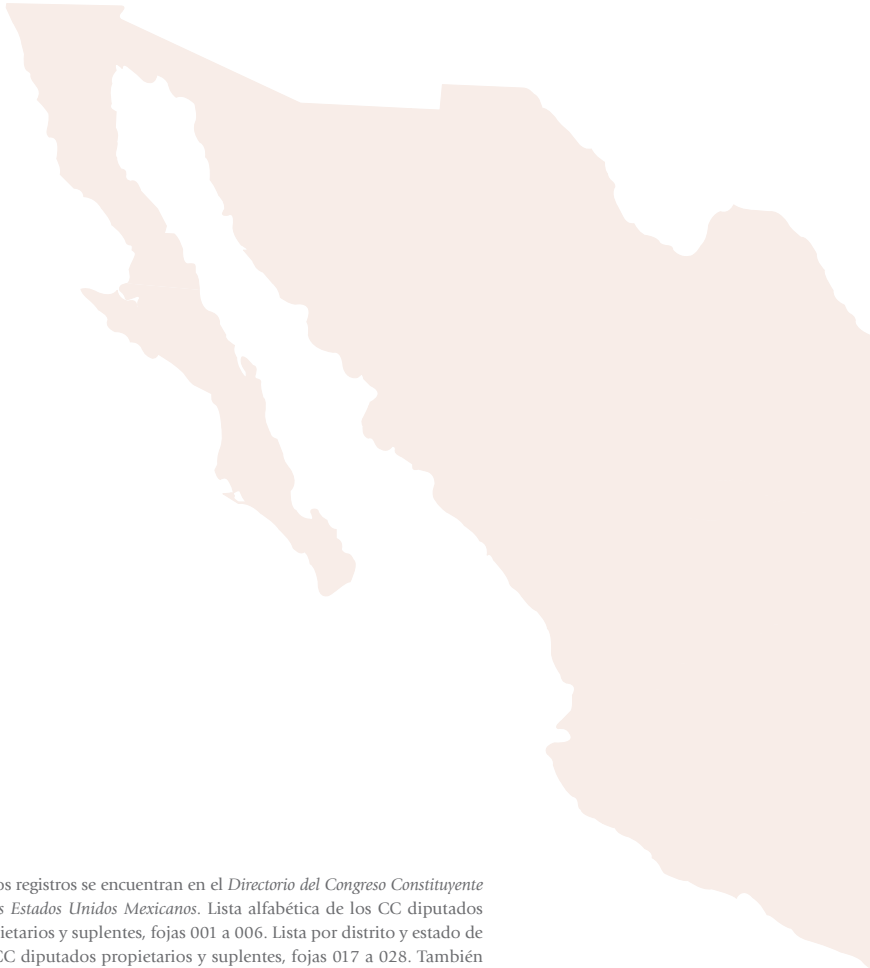 os registros se encuentran en el Directorio del Congreso Constituyente
s Estados Unidos Mexicanos. Lista alfabética de los CC diputados
ietarios y suplentes, fojas 001 a 006. Lista por distrito y estado de
CC diputados propietarios y suplentes, fojas 017 a 028. También